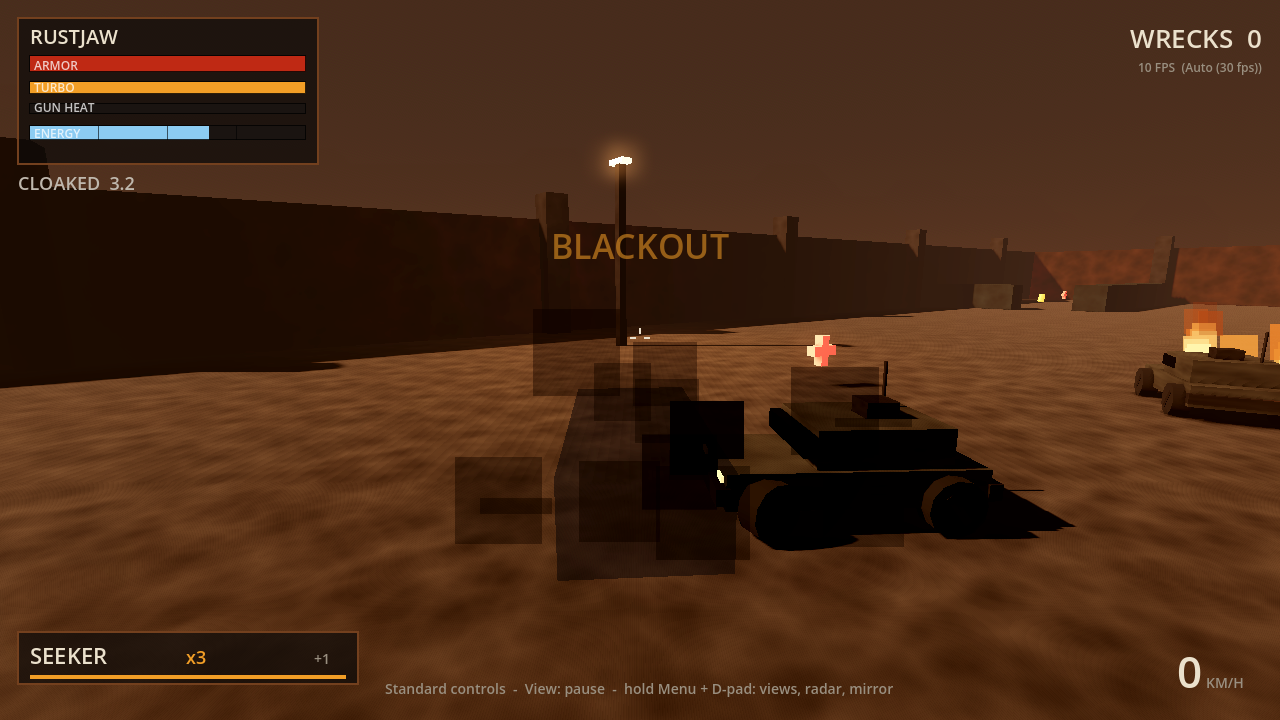 RUSTJAW
ARMOR
TURBO
GUN HEAT
ENERGY
CLOAKED 3.2
WRECKS 0
10 FPS (Auto (30 fps))
BLACKOUT
SEEKER x3 +1
Standard controls - View: pause - hold Menu + D-pad: views, radar, mirror
0 KM/H